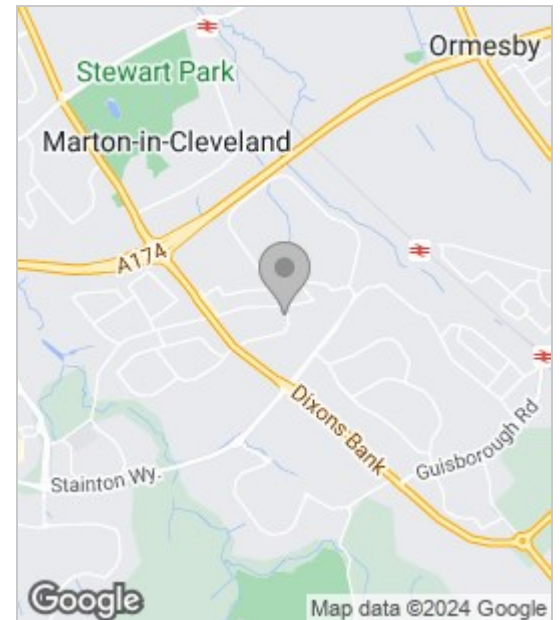 Ormesby
Stewart Park
Marton-in-Cleveland
A174
Dixons Bank
Guisborough Rd
Stainton Wy.
Google
Map data ©2024 Google